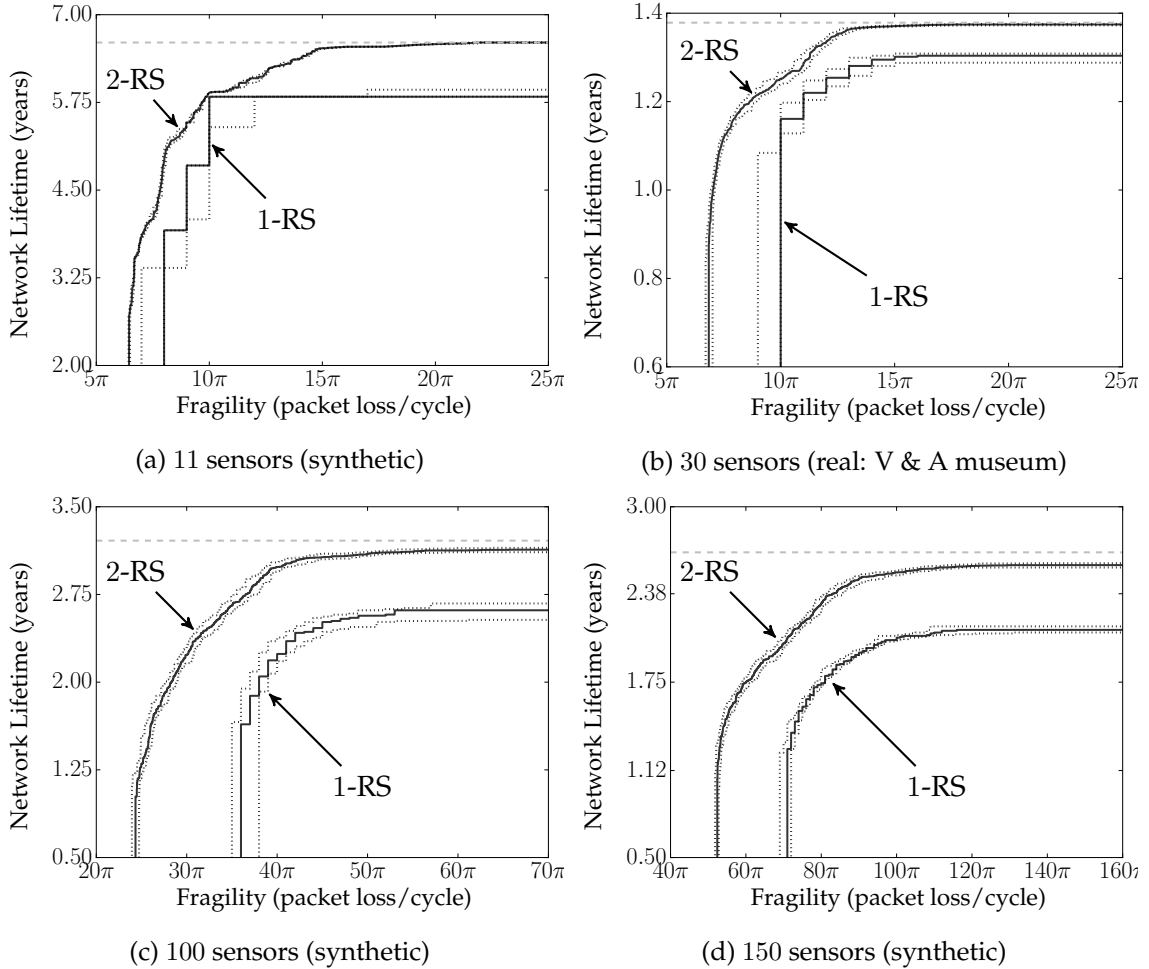 7.00
5.75
4.50
3.25
2.00
Network Lifetime (years)
2-RS
1-RS
5π 10π 15π 20π 25π
Fragility (packet loss/cycle)
(a) 11 sensors (synthetic)
1.4
1.2
1.0
0.8
0.6
Network Lifetime (years)
2-RS
1-RS
5π 10π 15π 20π 25π
Fragility (packet loss/cycle)
(b) 30 sensors (real: V & A museum)
3.50
2.75
2.00
1.25
0.50
Network Lifetime (years)
2-RS
1-RS
20π 30π 40π 50π 60π 70π
Fragility (packet loss/cycle)
(c) 100 sensors (synthetic)
3.00
2.38
1.75
1.12
0.50
Network Lifetime (years)
2-RS
1-RS
40π 60π 80π 100π 120π 140π 160π
Fragility (packet loss/cycle)
(d) 150 sensors (synthetic)